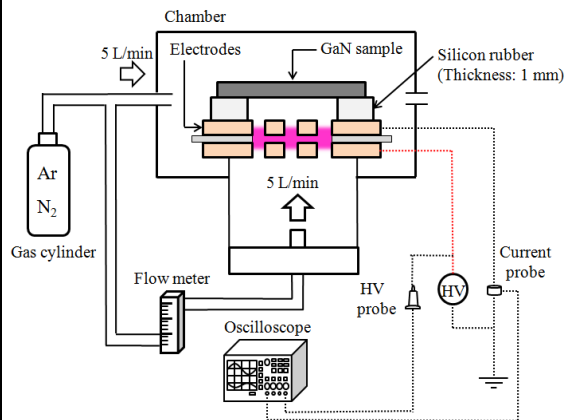 Chamber
5 L/min
Electrodes
GaN sample
Silicon rubber
(Thickness: 1 mm)
Ar
N₂
5 L/min
Gas cylinder
Flow meter
HV
probe
HV
Current
probe
Oscilloscope